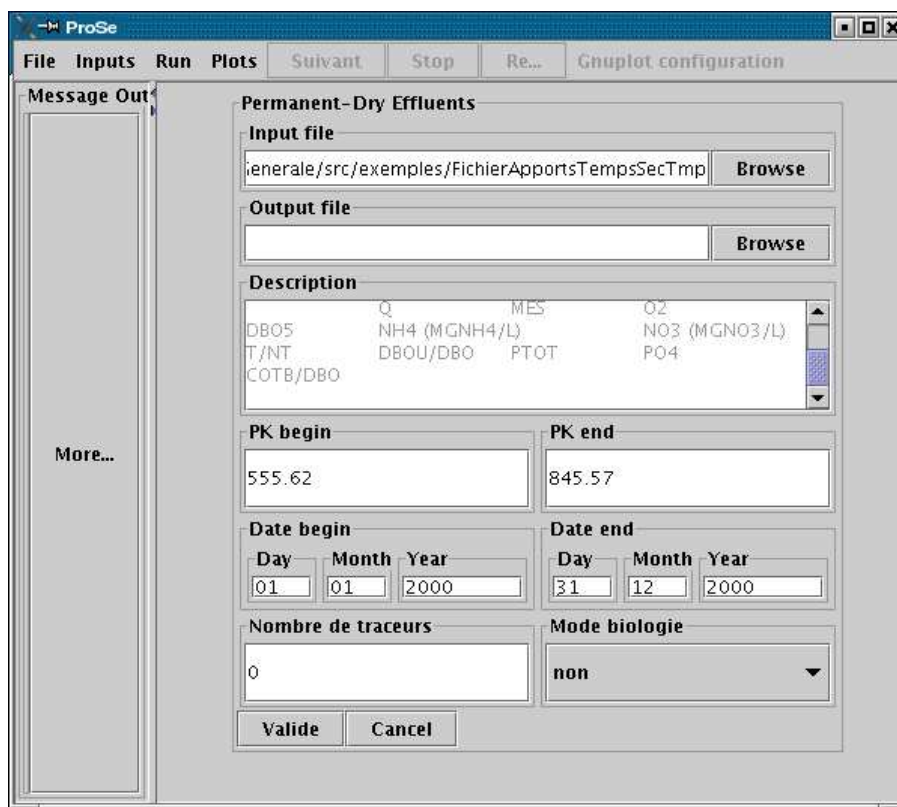 ProSe
File Inputs Run Plots Suivant Stop Re... Gnuplot configuration
Message Out
More...
Permanent-Dry Effluents
Input file
Generale/src/exemples/FichierApportsTempsSecTmp Browse
Output file
Browse
Description
Q MES O2
DBO5 NH4 (MGNH4/L) NO3 (MGNO3/L)
T/NT DBOU/DBO PTOT PO4
COTB/DBO
PK begin PK end
555.62 845.57
Date begin Date end
Day Month Year Day Month Year
01 01 2000 31 12 2000
Nombre de traceurs Mode biologie
0 non
Valide Cancel